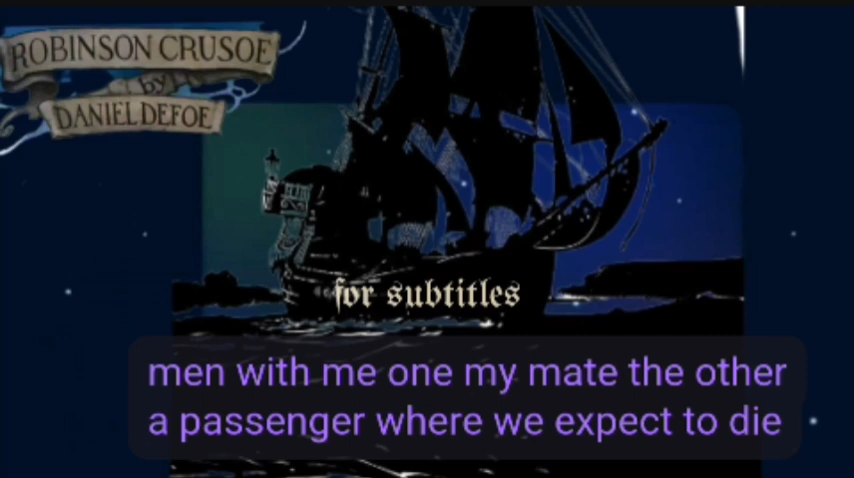 ROBINSON CRUSOE
by
DANIEL DEFOE
for subtitles
men with me one my mate the other
a passenger where we expect to die